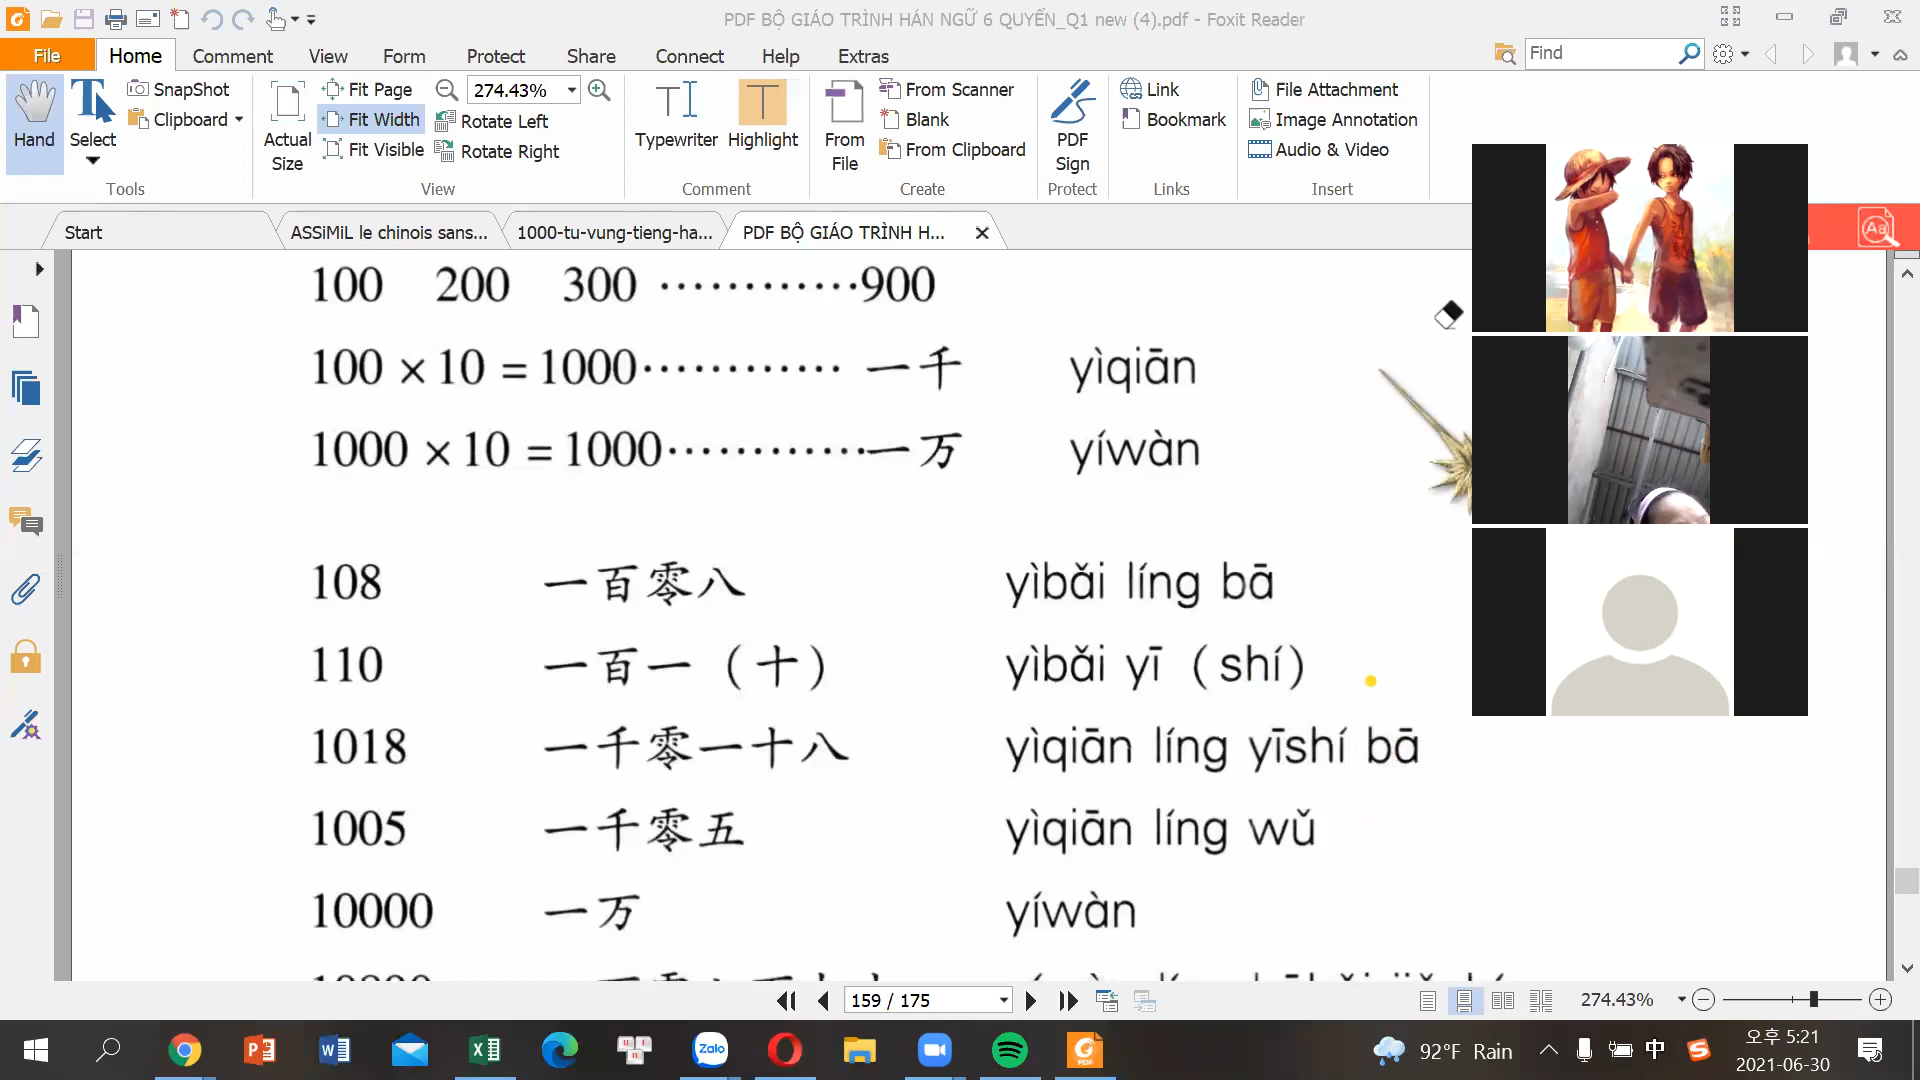 PDF BỘ GIÁO TRÌNH HÁN NGỮ 6 QUYỂN_Q1 new (4).pdf - Foxit Reader
File Home Comment View Form Protect Share Connect Help Extras Find
Hand
Select
SnapShot
Clipboard
Tools
Actual Size
Fit Page
Fit Width
Fit Visible
274.43%
Rotate Left
Rotate Right
View
Typewriter
Highlight
Comment
From File
From Scanner
Blank
From Clipboard
Create
PDF Sign
Protect
Link
Bookmark
Links
File Attachment
Image Annotation
Audio & Video
Insert
Start
ASSiMiL le chinois sans...
1000-tu-vung-tieng-ha...
PDF BỘ GIÁO TRÌNH H...
100 200 300 ············900
100 × 10 = 1000············ 一千 yìqiān
1000 × 10 = 1000············一万 yíwàn
108 一百零八 yìbǎi líng bā
110 一百一（十） yìbǎi yī（shí）
1018 一千零一十八 yìqiān líng yīshí bā
1005 一千零五 yìqiān líng wǔ
10000 一万 yíwàn
159 / 175
274.43%
Zalo
92°F Rain
中
오후 5:21
2021-06-30